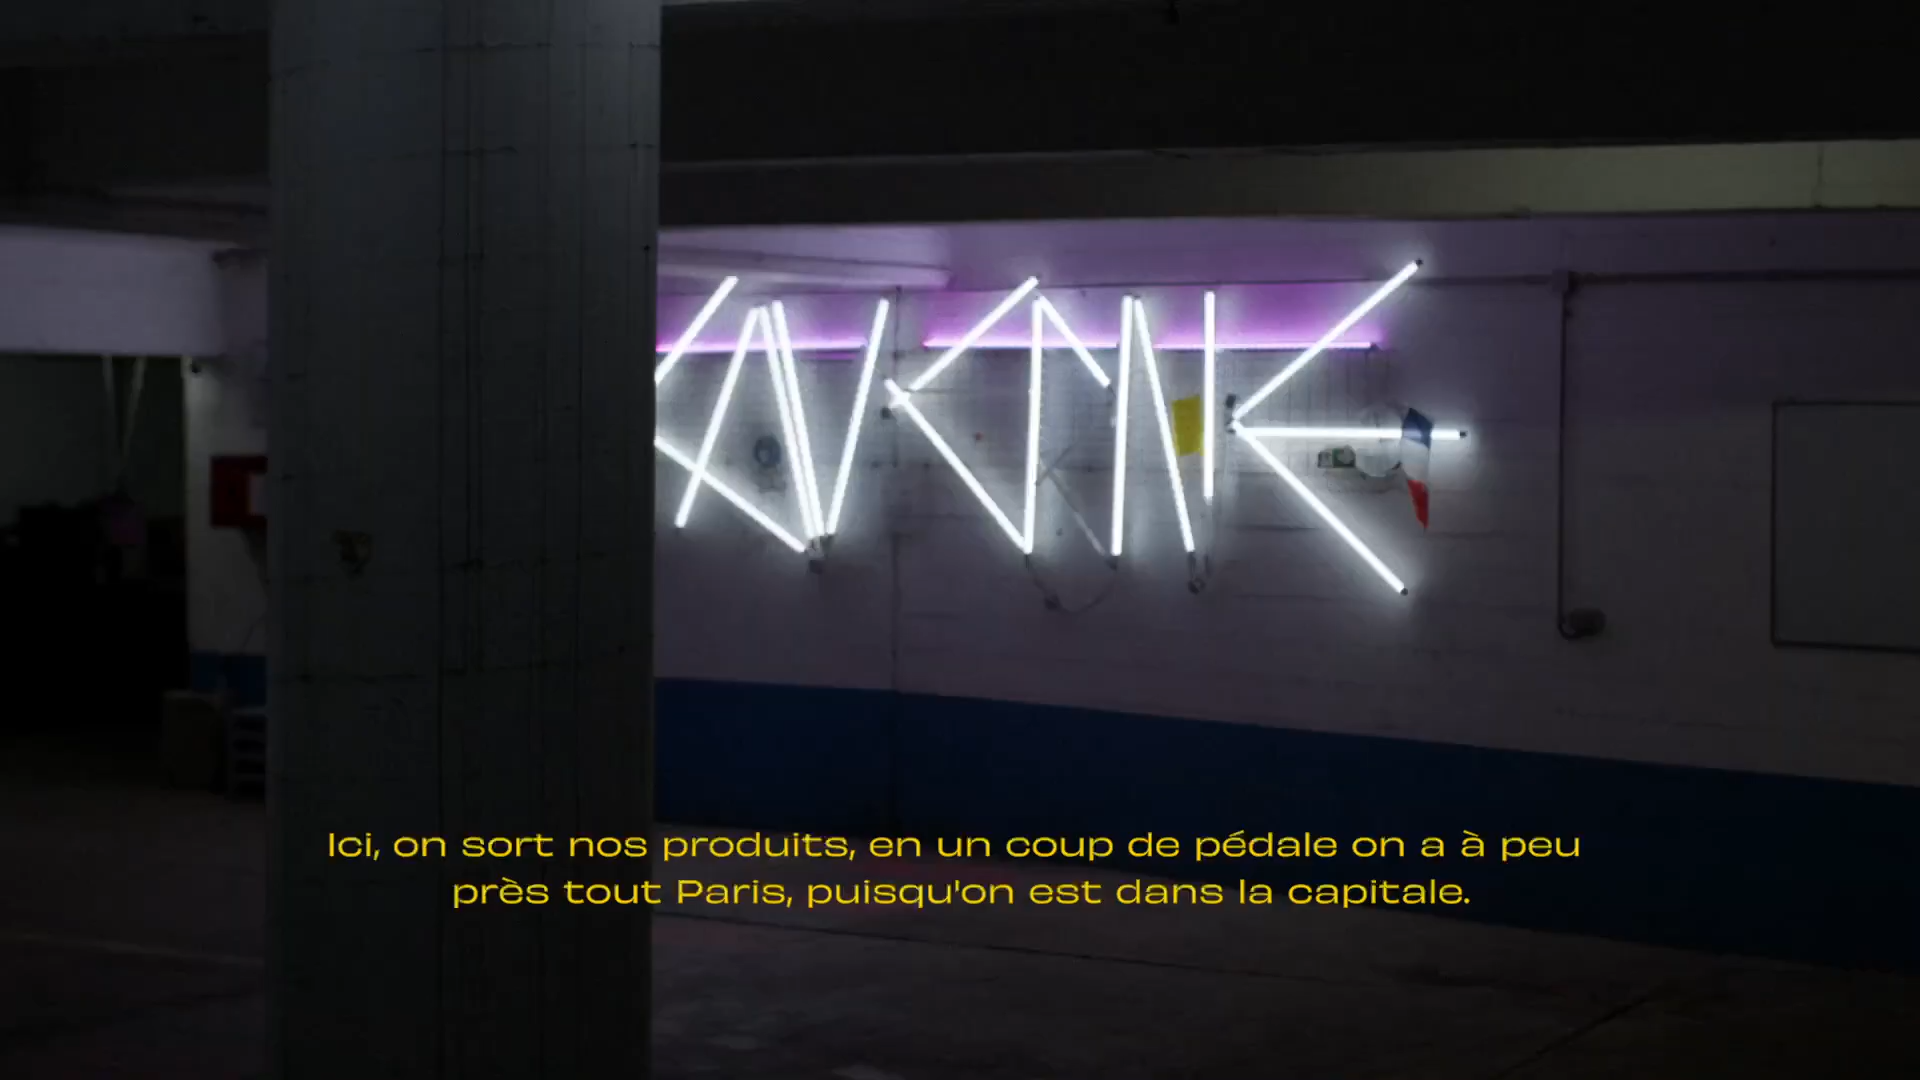 Ici, on sort nos produits, en un coup de pédale on a à peu
près tout Paris, puisqu'on est dans la capitale.